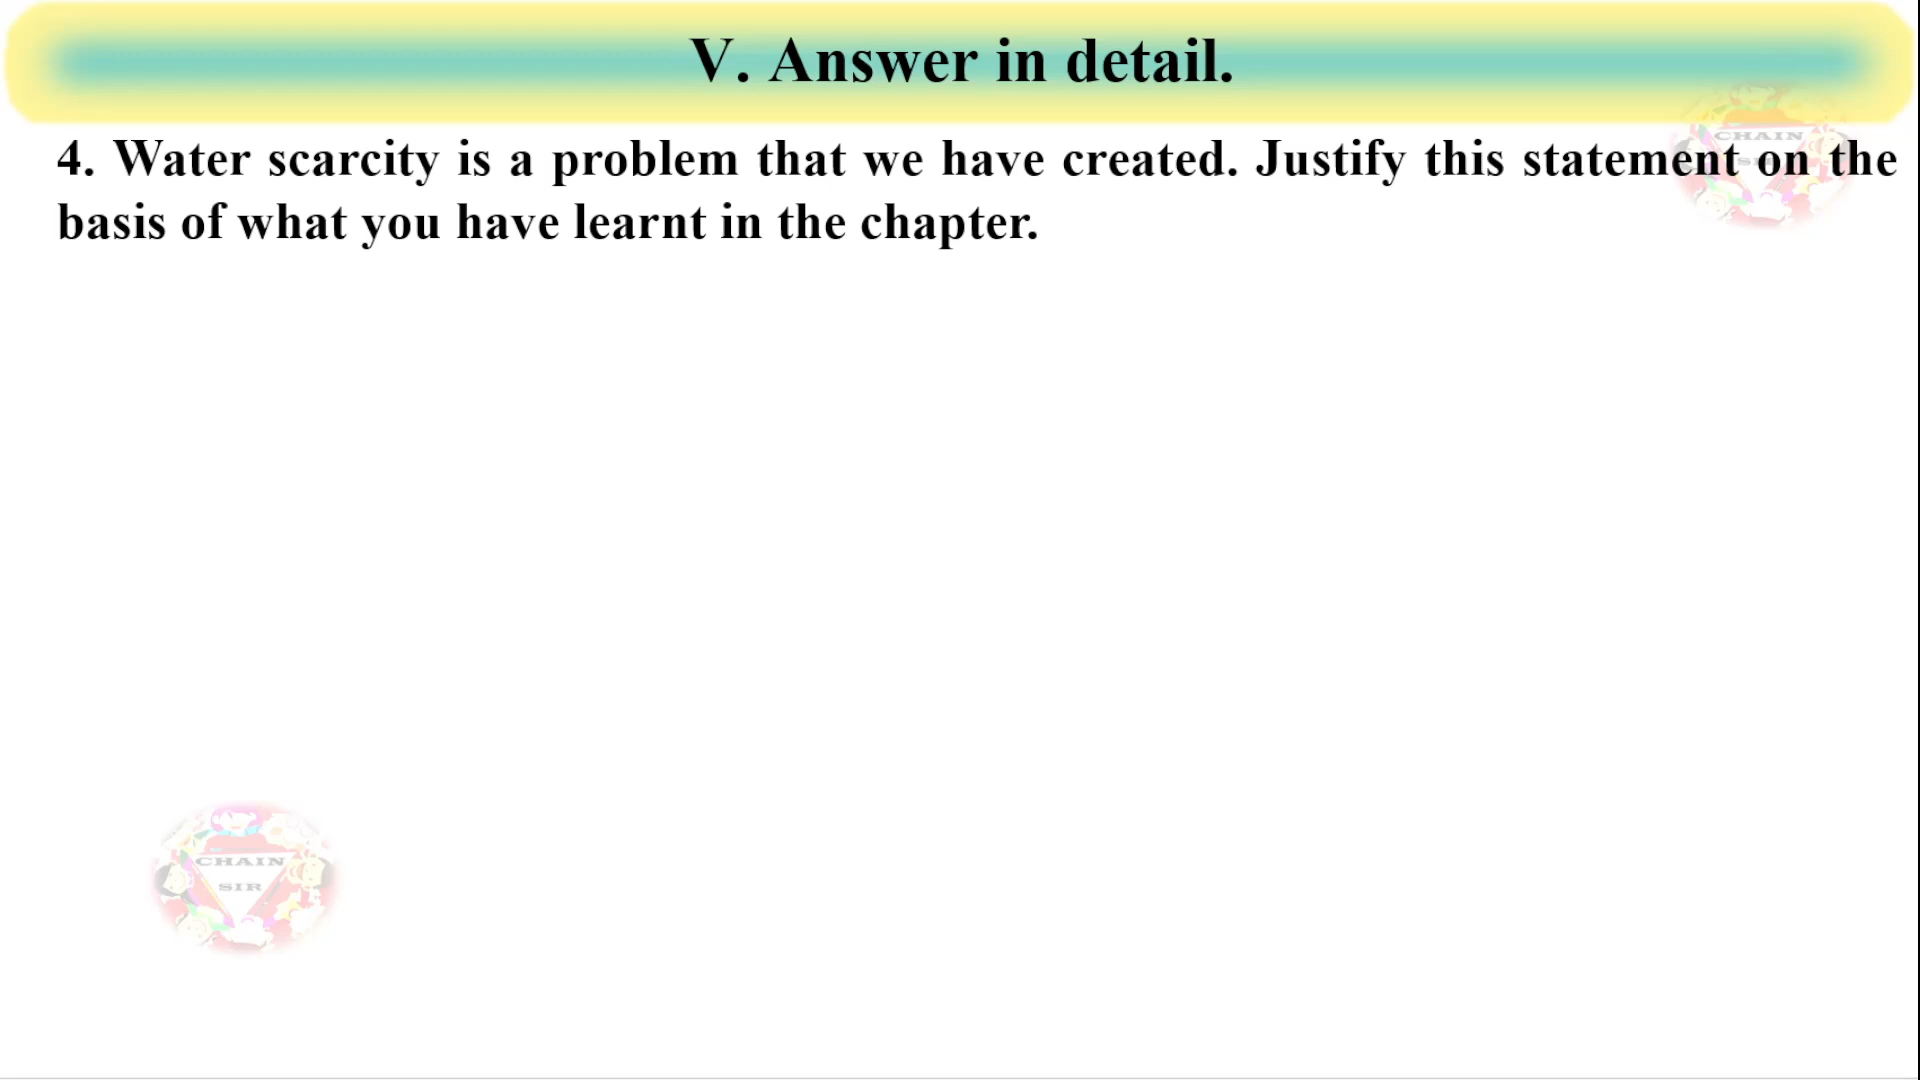 V. Answer in detail.
CHAIN
SIR
4. Water scarcity is a problem that we have created. Justify this statement on the
basis of what you have learnt in the chapter.
CHAIN
SIR